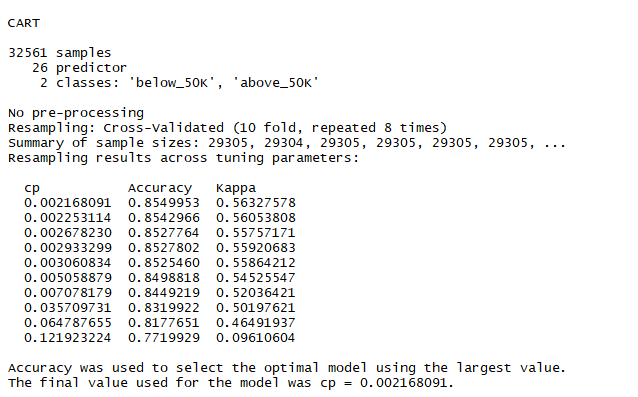 CART
32561 samples
26 predictor
2 classes: 'below_50K', 'above_50K'
No pre-processing
Resampling: Cross-Validated (10 fold, repeated 8 times)
Summary of sample sizes: 29305, 29304, 29305, 29305, 29305, 29305, ...
Resampling results across tuning parameters:
cp Accuracy Kappa
0.002168091 0.8549953 0.56327578
0.002253114 0.8542966 0.56053808
0.002678230 0.8527764 0.55757171
0.002933299 0.8527802 0.55920683
0.003060834 0.8525460 0.55864212
0.005058879 0.8498818 0.54525547
0.007078179 0.8449219 0.52036421
0.035709731 0.8319922 0.50197621
0.064787655 0.8177651 0.46491937
0.121923224 0.7719929 0.09610604
Accuracy was used to select the optimal model using the largest value.
The final value used for the model was cp = 0.002168091.